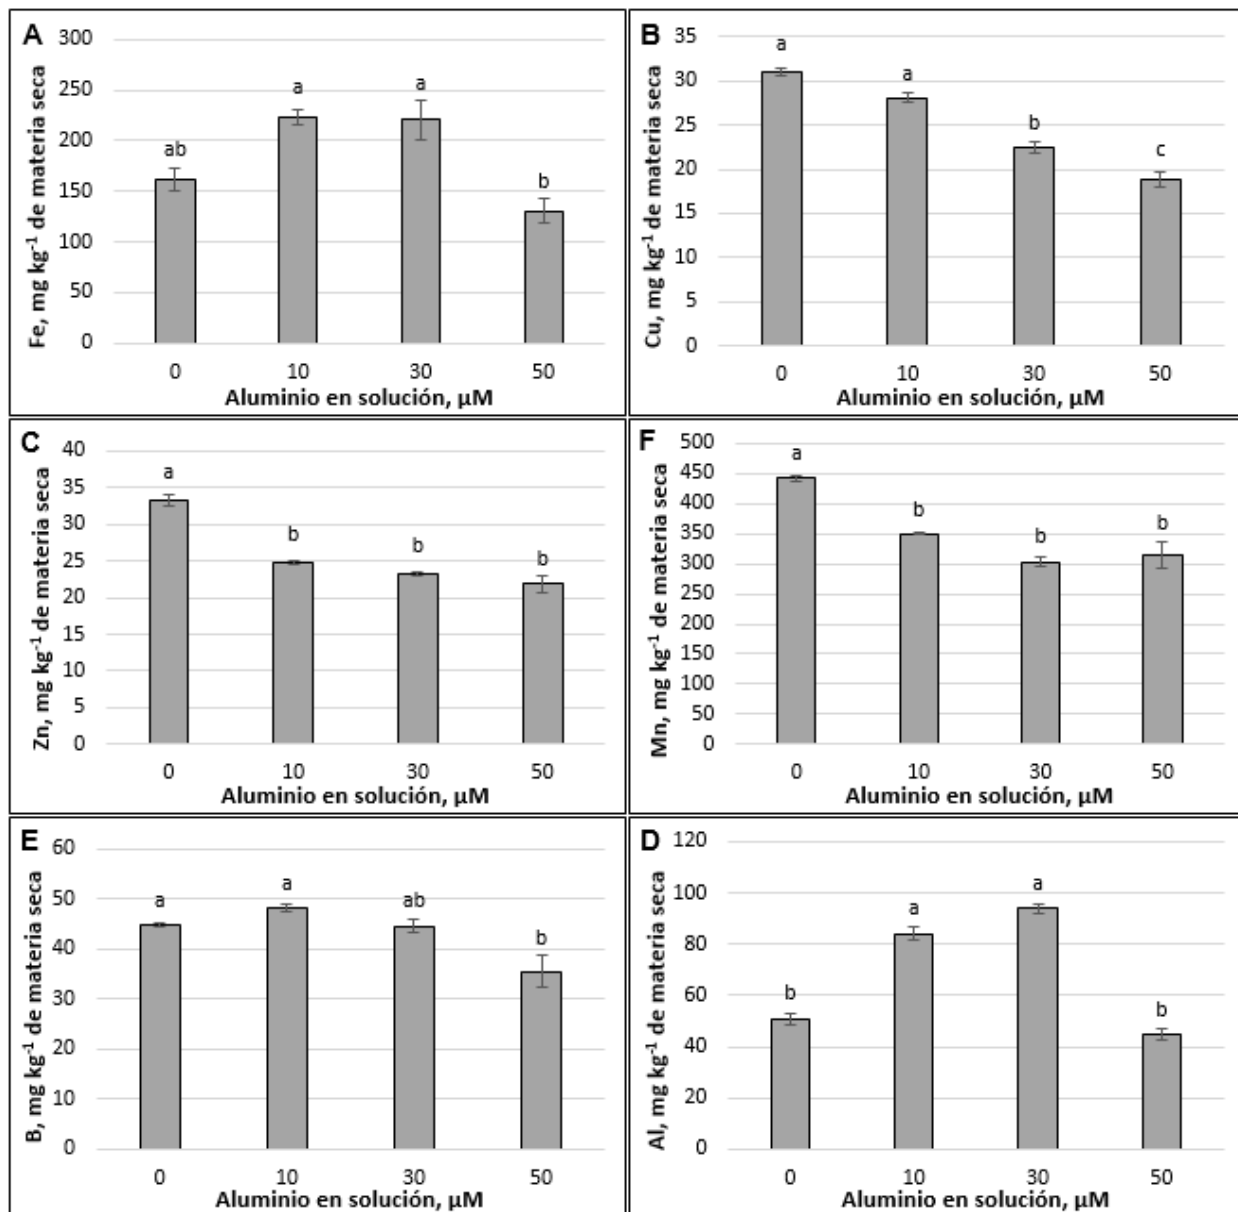 A
Fe, mg kg⁻¹ de materia seca
300
250
200
150
100
50
0
ab
a
a
b
0 10 30 50
Aluminio en solución, µM
B
Cu, mg kg⁻¹ de materia seca
35
30
25
20
15
10
5
0
a
a
b
c
0 10 30 50
Aluminio en solución, µM
C
Zn, mg kg⁻¹ de materia seca
40
35
30
25
20
15
10
5
0
a
b
b
b
0 10 30 50
Aluminio en solución, µM
F
Mn, mg kg⁻¹ de materia seca
500
450
400
350
300
250
200
150
100
50
0
a
b
b
b
0 10 30 50
Aluminio en solución, µM
E
B, mg kg⁻¹ de materia seca
60
50
40
30
20
10
0
a
a
ab
b
0 10 30 50
Aluminio en solución, µM
D
Al, mg kg⁻¹ de materia seca
120
100
80
60
40
20
0
b
a
a
b
0 10 30 50
Aluminio en solución, µM